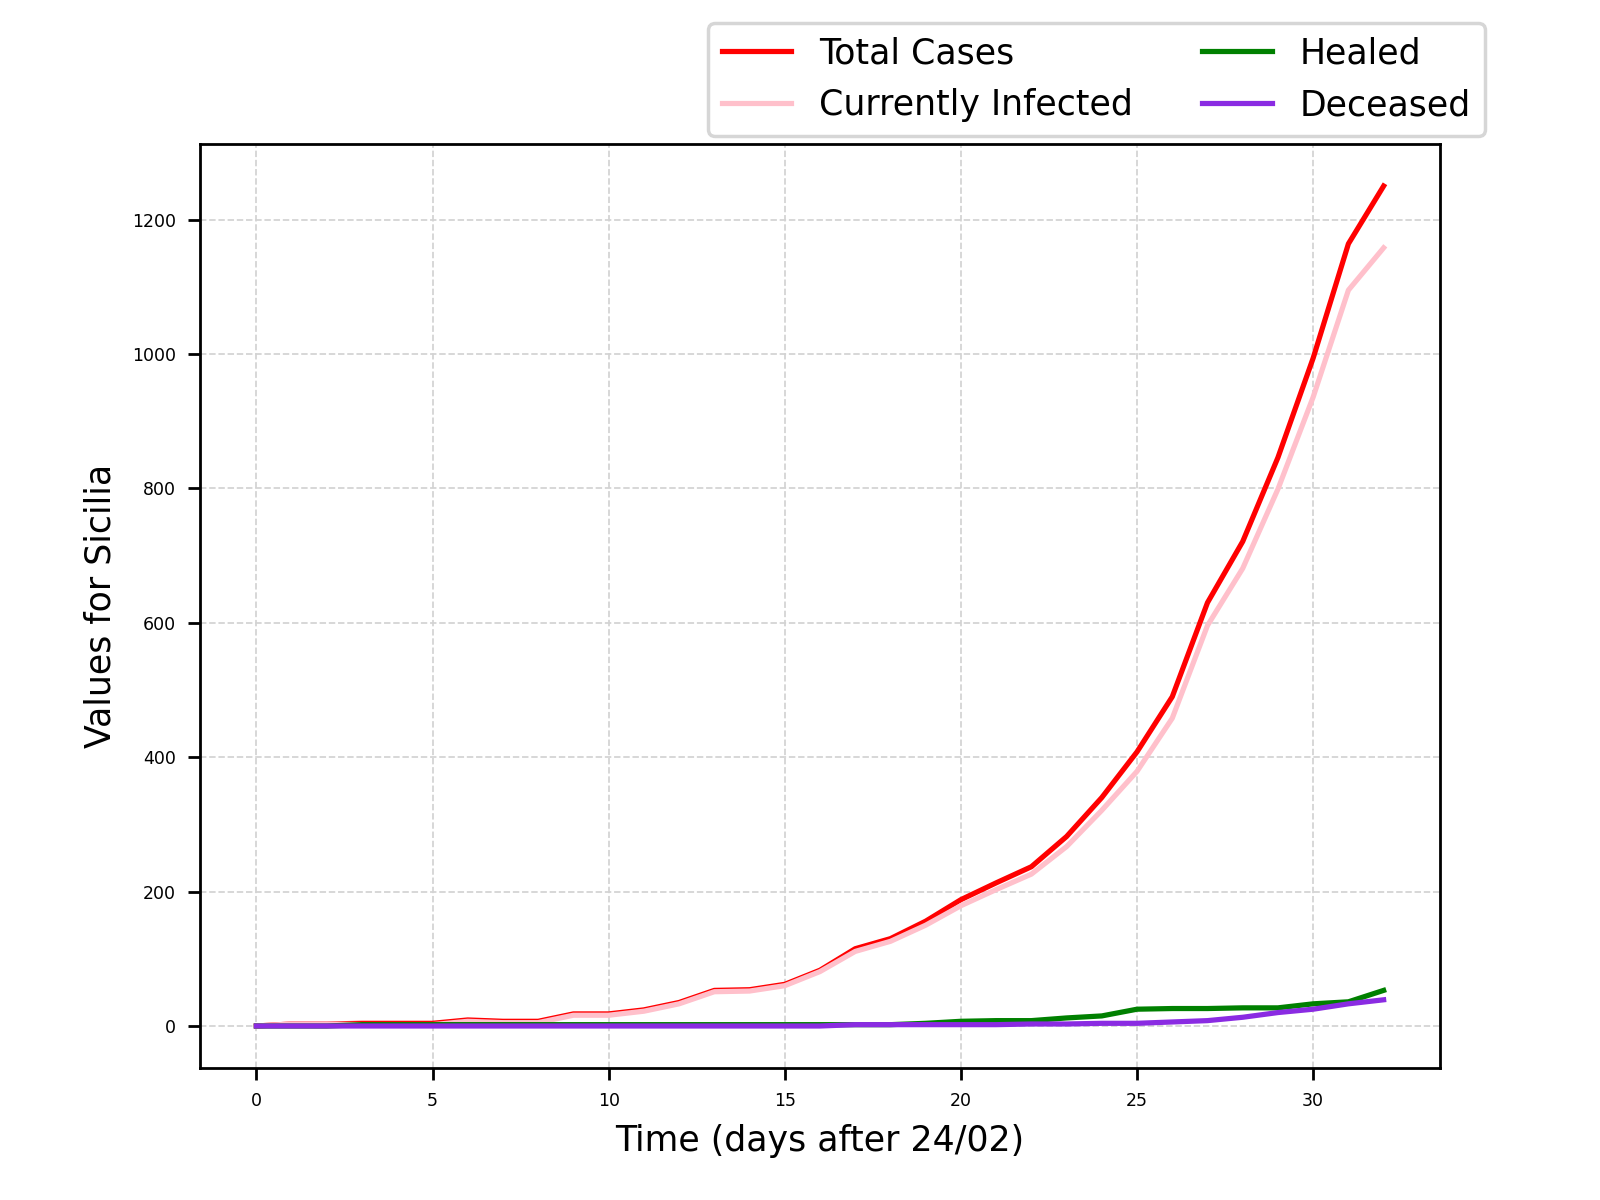 Total Cases
Currently Infected
Healed
Deceased
1200
1000
800
600
400
200
0
Values for Sicilia
0 5 10 15 20 25 30
Time (days after 24/02)